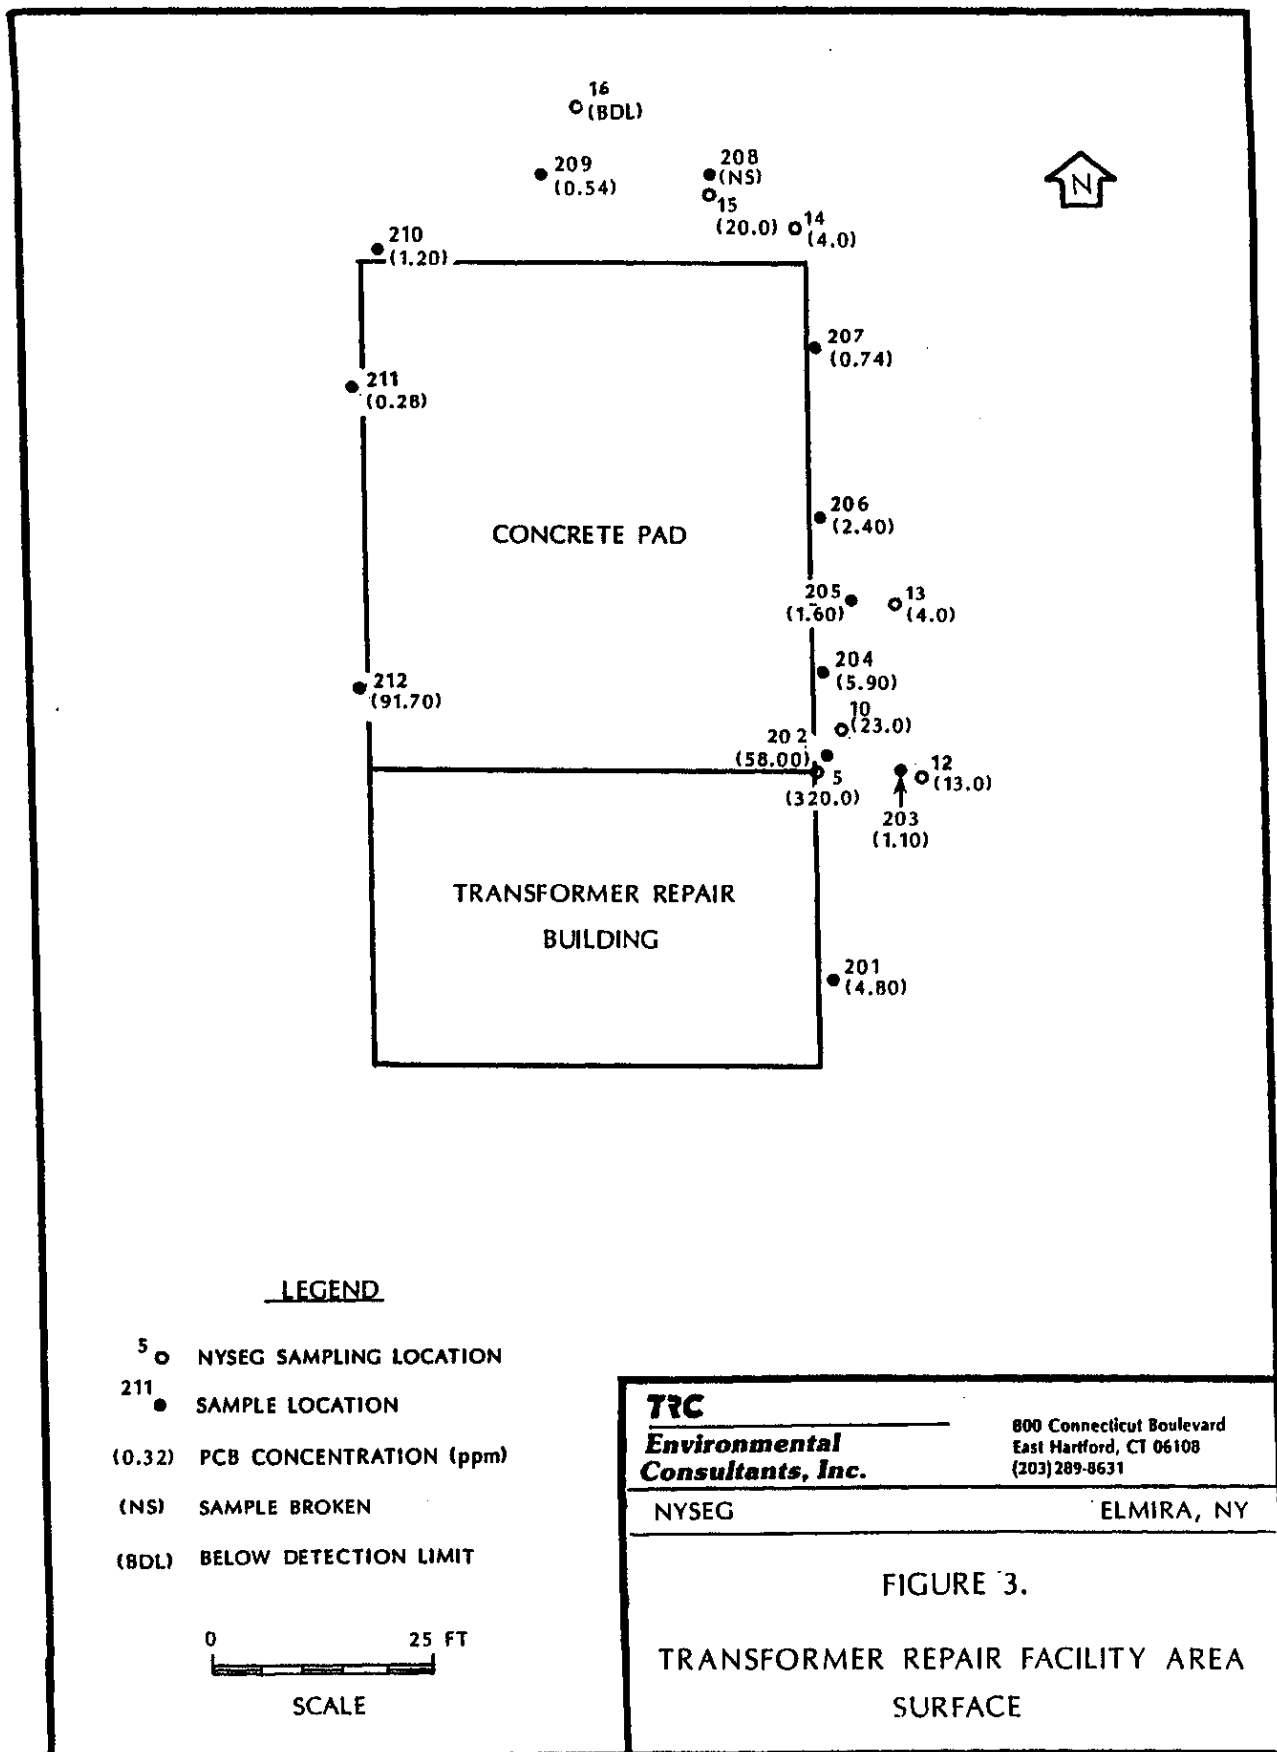 16
(BDL)
209
(0.54)
208
(NS)
15
(20.0)
14
(4.0)
N
210
(1.20)
207
(0.74)
211
(0.28)
206
(2.40)
CONCRETE PAD
205
(1.60)
13
(4.0)
204
(5.90)
212
(91.70)
10
(23.0)
202
(58.00)
5
(320.0)
12
(13.0)
203
(1.10)
TRANSFORMER REPAIR
BUILDING
201
(4.80)
LEGEND
5 NYSEG SAMPLING LOCATION
211 SAMPLE LOCATION
(0.32) PCB CONCENTRATION (ppm)
(NS) SAMPLE BROKEN
(BDL) BELOW DETECTION LIMIT
0 25 FT
SCALE
TRC
Environmental
Consultants, Inc.
800 Connecticut Boulevard
East Hartford, CT 06108
(203) 289-8631
NYSEG ELMIRA, NY
FIGURE 3.
TRANSFORMER REPAIR FACILITY AREA
SURFACE